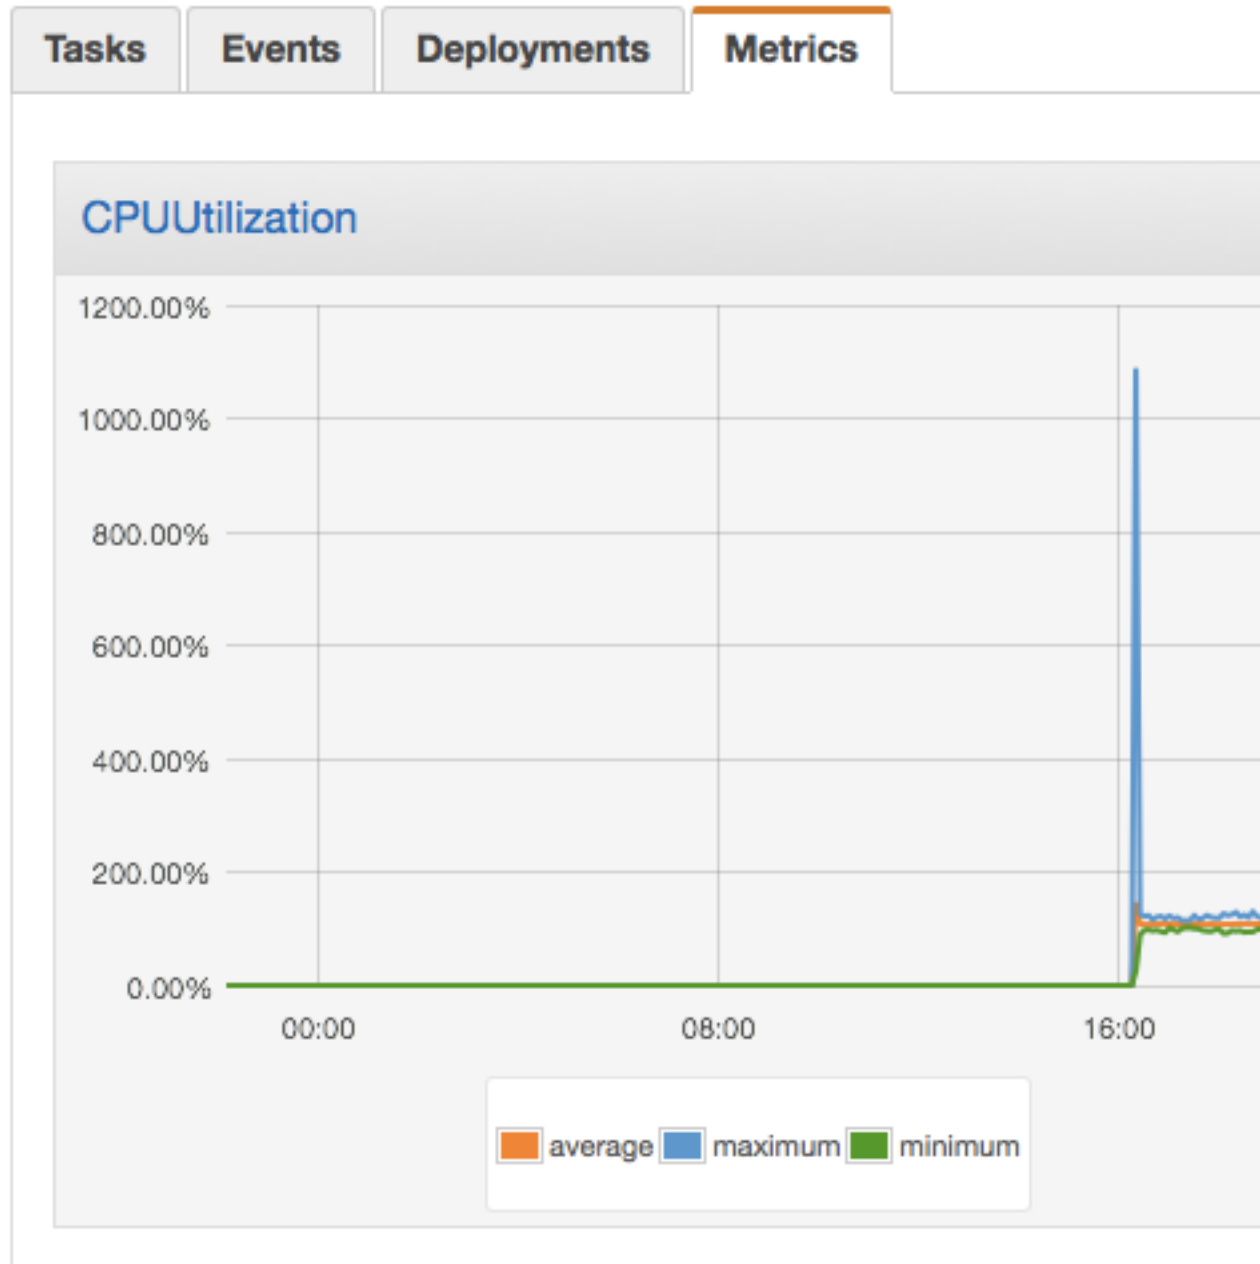 Tasks Events Deployments Metrics
CPUUtilization
1200.00%
1000.00%
800.00%
600.00%
400.00%
200.00%
0.00%
00:00 08:00 16:00
average maximum minimum